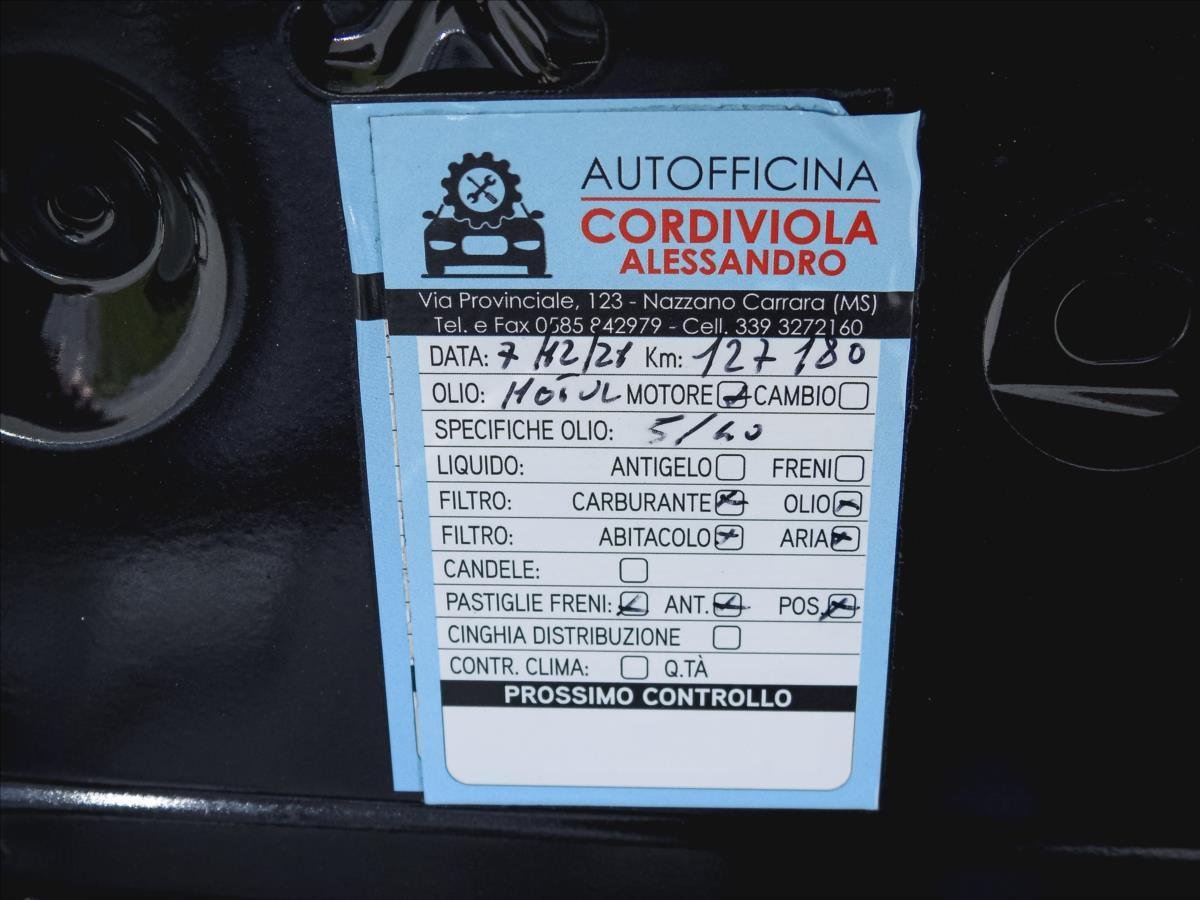 AUTOFFICINA
CORDIVIOLA
ALESSANDRO
Via Provinciale, 123 - Nazzano Carrara (MS)
Tel. e Fax 0585 842979 - Cell. 339 3272160
DATA: 7/12/21 Km: 127180
OLIO: MOTUL MOTORE CAMBIO
SPECIFICHE OLIO: 5/40
LIQUIDO: ANTIGELO FRENI
FILTRO: CARBURANTE OLIO
FILTRO: ABITACOLO ARIA
CANDELE:
PASTIGLIE FRENI: ANT. POS.
CINGHIA DISTRIBUZIONE
CONTR. CLIMA: Q.TÀ
PROSSIMO CONTROLLO